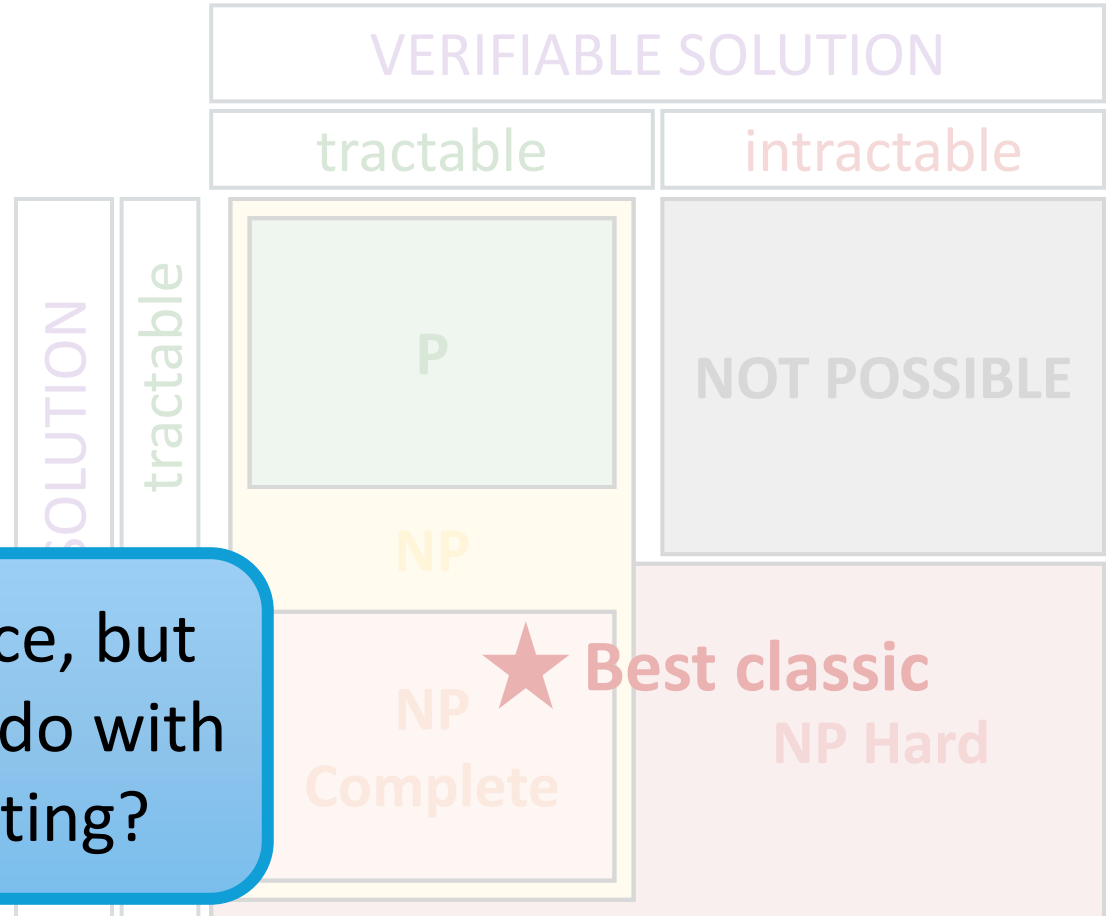 VERIFIABLE SOLUTION
tractable
intractable
SOLUTION
tractable
P
NOT POSSIBLE
NP
ce, but
do with
ting?
Best classic
NP
Complete
NP Hard